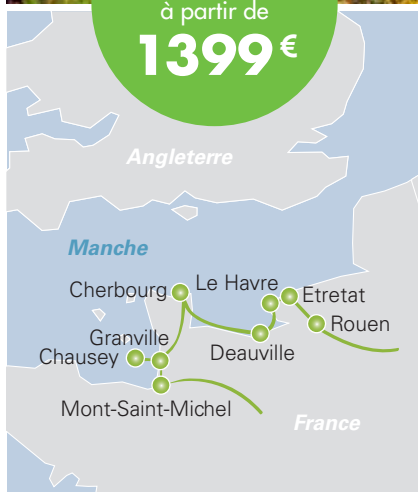 à partir de
1399 €
Angleterre
Manche
Cherbourg
Le Havre
Etretat
Rouen
Granville
Chausey
Deauville
Mont-Saint-Michel
France